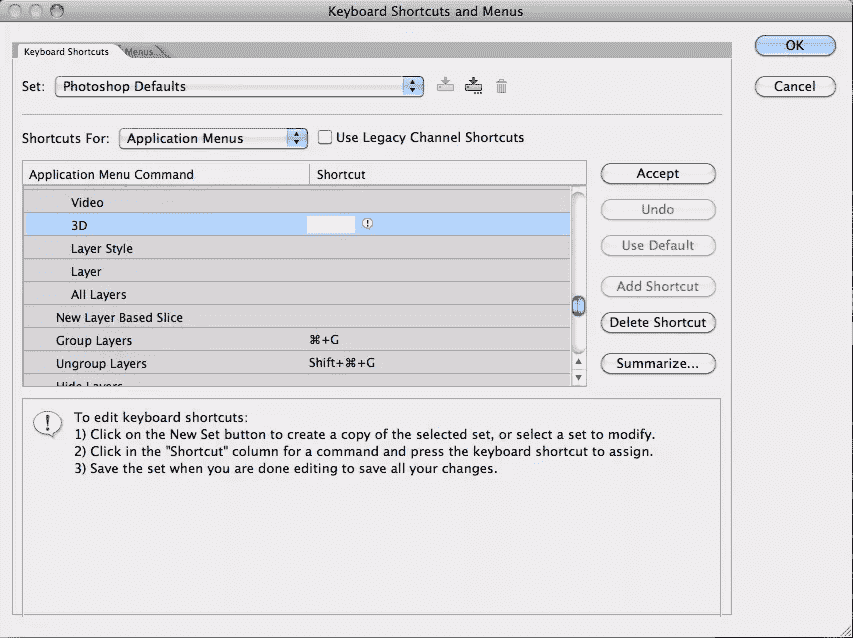 Keyboard Shortcuts and Menus
Keyboard Shortcuts Menus
OK
Set: Photoshop Defaults
Cancel
Shortcuts For: Application Menus Use Legacy Channel Shortcuts
Application Menu Command Shortcut
Accept
Video
Undo
3D
Layer Style
Use Default
Layer
All Layers
Add Shortcut
New Layer Based Slice
Delete Shortcut
Group Layers ⌘+G
Ungroup Layers Shift+⌘+G
Summarize...
Hide Layers
To edit keyboard shortcuts:
1) Click on the New Set button to create a copy of the selected set, or select a set to modify.
2) Click in the "Shortcut" column for a command and press the keyboard shortcut to assign.
3) Save the set when you are done editing to save all your changes.